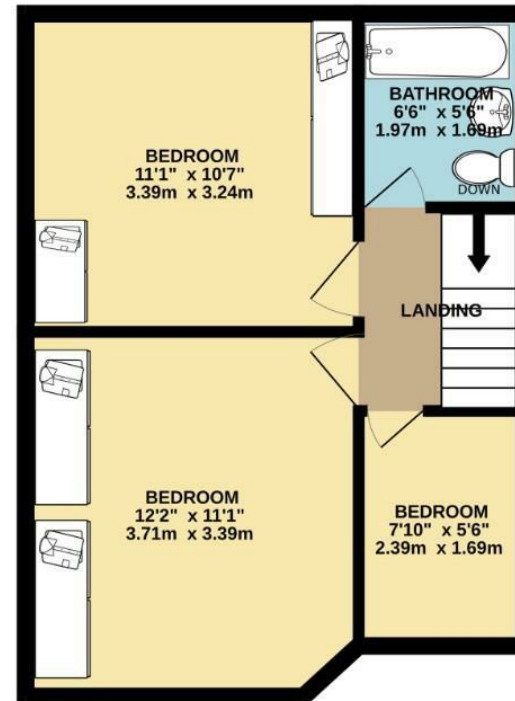 BEDROOM
11'1" x 10'7"
3.39m x 3.24m
BATHROOM
6'6" x 5'6"
1.97m x 1.69m
DOWN
LANDING
BEDROOM
12'2" x 11'1"
3.71m x 3.39m
BEDROOM
7'10" x 5'6"
2.39m x 1.69m